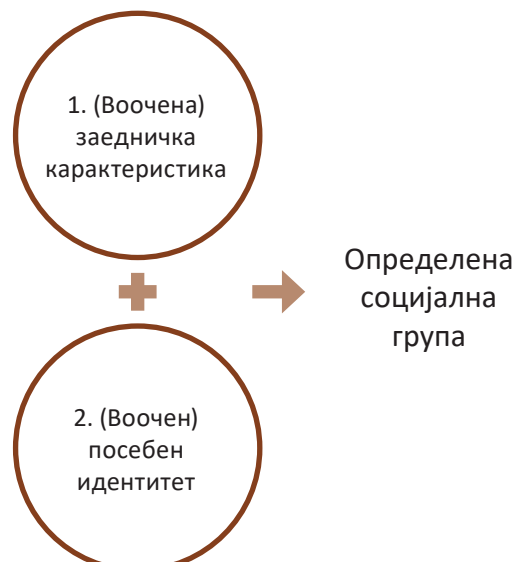 1. (Воочена)
заедничка
карактеристика
Определена
социјална
група
2. (Воочен)
посебен
идентитет